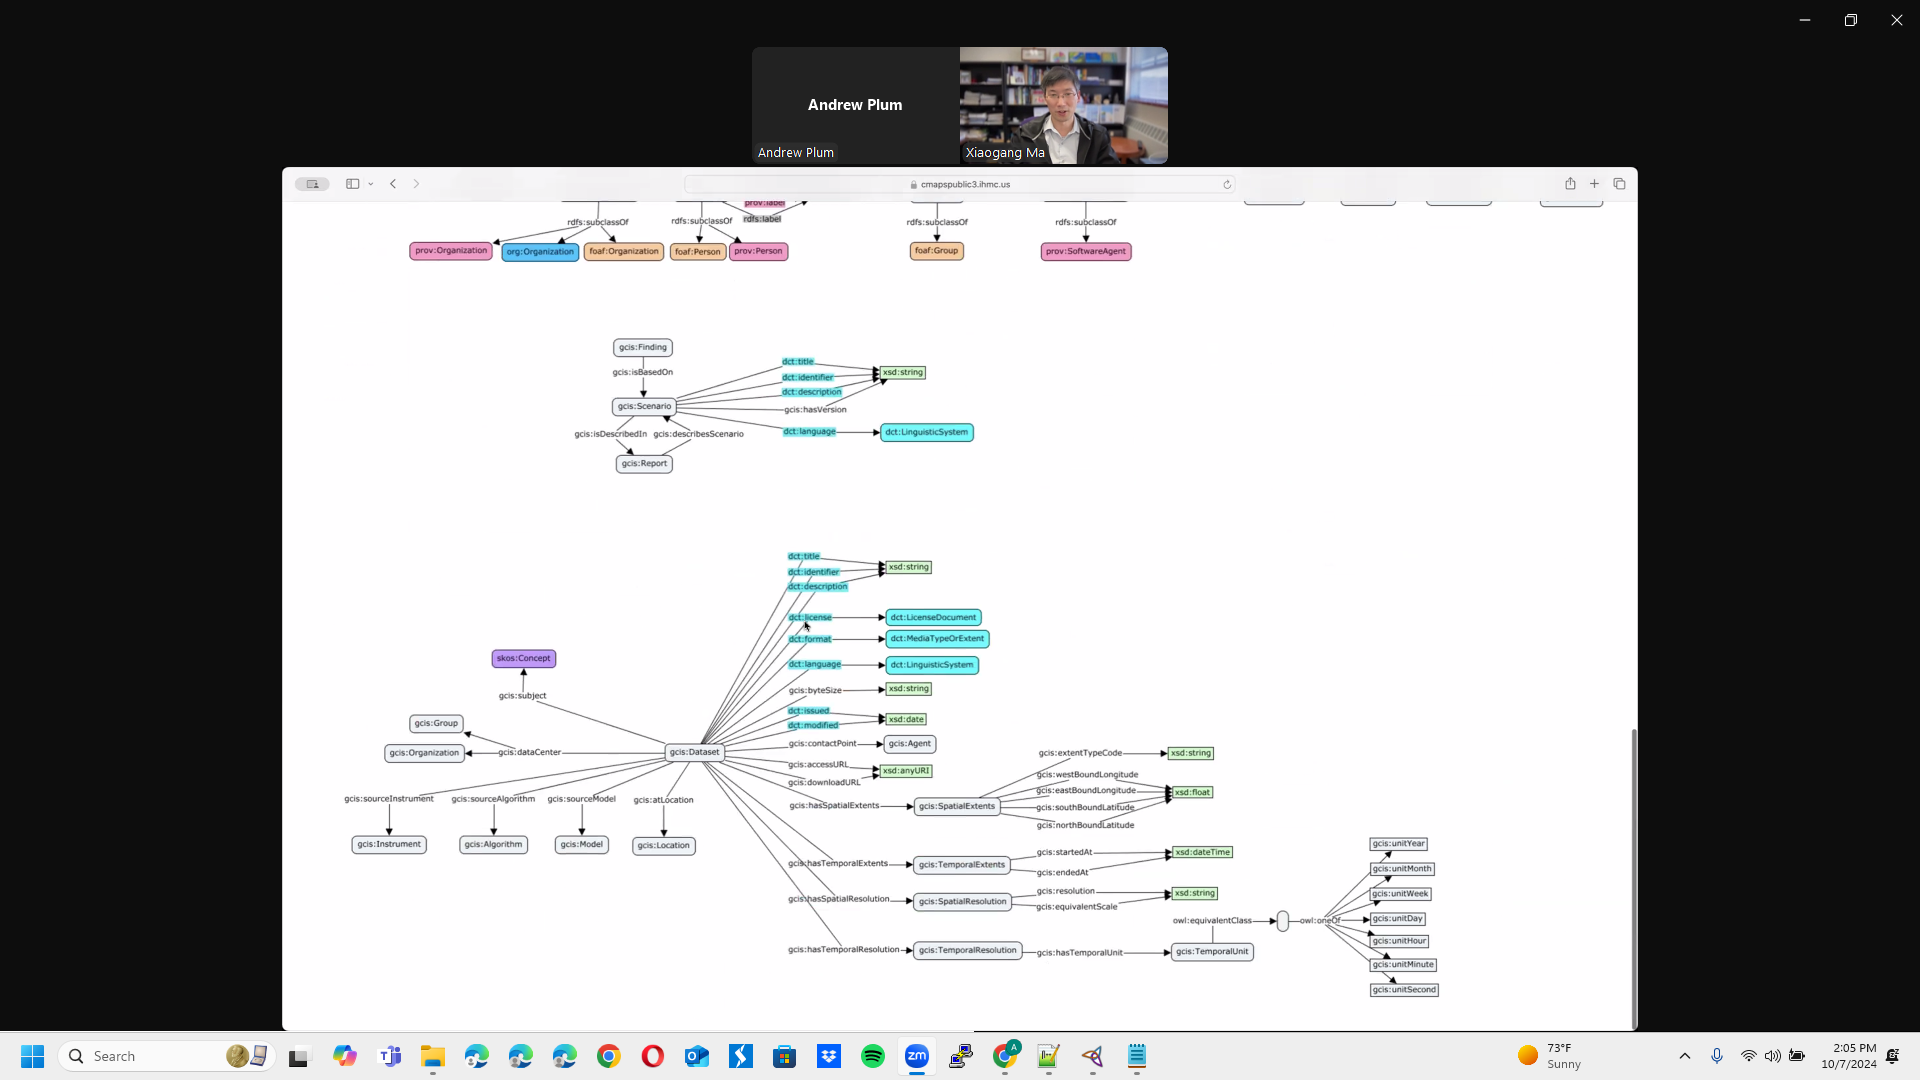 Andrew Plum
Andrew Plum
Xiaogang Ma
cmapspublic3.ihmc.us
prov:label
rdfs:subclassOf
rdfs:subclassOf
rdfs:label
rdfs:subclassOf
rdfs:subclassOf
prov:Organization
org:Organization
foaf:Organization
foaf:Person
prov:Person
foaf:Group
prov:SoftwareAgent
gcis:Finding
gcis:isBasedOn
gcis:Scenario
gcis:isDescribedIn
gcis:describesScenario
gcis:Report
dct:title
dct:identifier
dct:description
gcis:hasVersion
xsd:string
dct:language
dct:LinguisticSystem
dct:title
dct:identifier
dct:description
xsd:string
dct:license
dct:LicenseDocument
dct:format
dct:MediaTypeOrExtent
dct:language
dct:LinguisticSystem
gcis:byteSize
xsd:string
dct:issued
dct:modified
xsd:date
gcis:contactPoint
gcis:Agent
gcis:accessURL
gcis:downloadURL
xsd:anyURI
skos:Concept
gcis:subject
gcis:Group
gcis:Organization
gcis:dataCenter
gcis:Dataset
gcis:sourceInstrument
gcis:sourceAlgorithm
gcis:sourceModel
gcis:atLocation
gcis:Instrument
gcis:Algorithm
gcis:Model
gcis:Location
gcis:hasSpatialExtents
gcis:SpatialExtents
gcis:extentTypeCode
xsd:string
gcis:westBoundLongitude
gcis:eastBoundLongitude
gcis:southBoundLatitude
gcis:northBoundLatitude
xsd:float
gcis:hasTemporalExtents
gcis:TemporalExtents
gcis:startedAt
gcis:endedAt
xsd:dateTime
gcis:hasSpatialResolution
gcis:SpatialResolution
gcis:resolution
gcis:equivalentScale
xsd:string
gcis:hasTemporalResolution
gcis:TemporalResolution
gcis:hasTemporalUnit
gcis:TemporalUnit
owl:equivalentClass
owl:oneOf
gcis:unitYear
gcis:unitMonth
gcis:unitWeek
gcis:unitDay
gcis:unitHour
gcis:unitMinute
gcis:unitSecond
Search
zm
A
73°F
Sunny
2:05 PM
10/7/2024